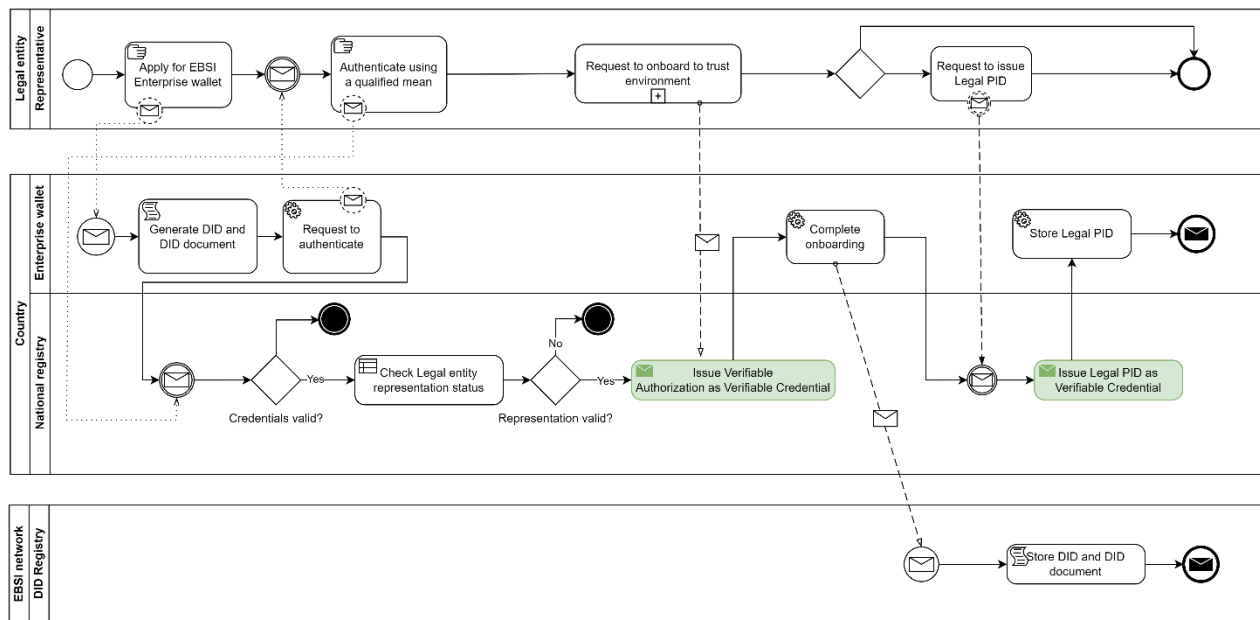 Legal entity
Representative
Apply for EBSI
Enterprise wallet
Authenticate using
a qualified mean
Request to onboard to trust
environment
Request to issue
Legal PID
Country
Enterprise wallet
Generate DID and
DID document
Request to
authenticate
Complete
onboarding
Store Legal PID
National registry
Credentials valid?
Yes
Check Legal entity
representation status
No
Representation valid?
Yes
Issue Verifiable
Authorization as Verifiable Credential
Issue Legal PID as
Verifiable Credential
EBSI network
DID Registry
Store DID and DID
document